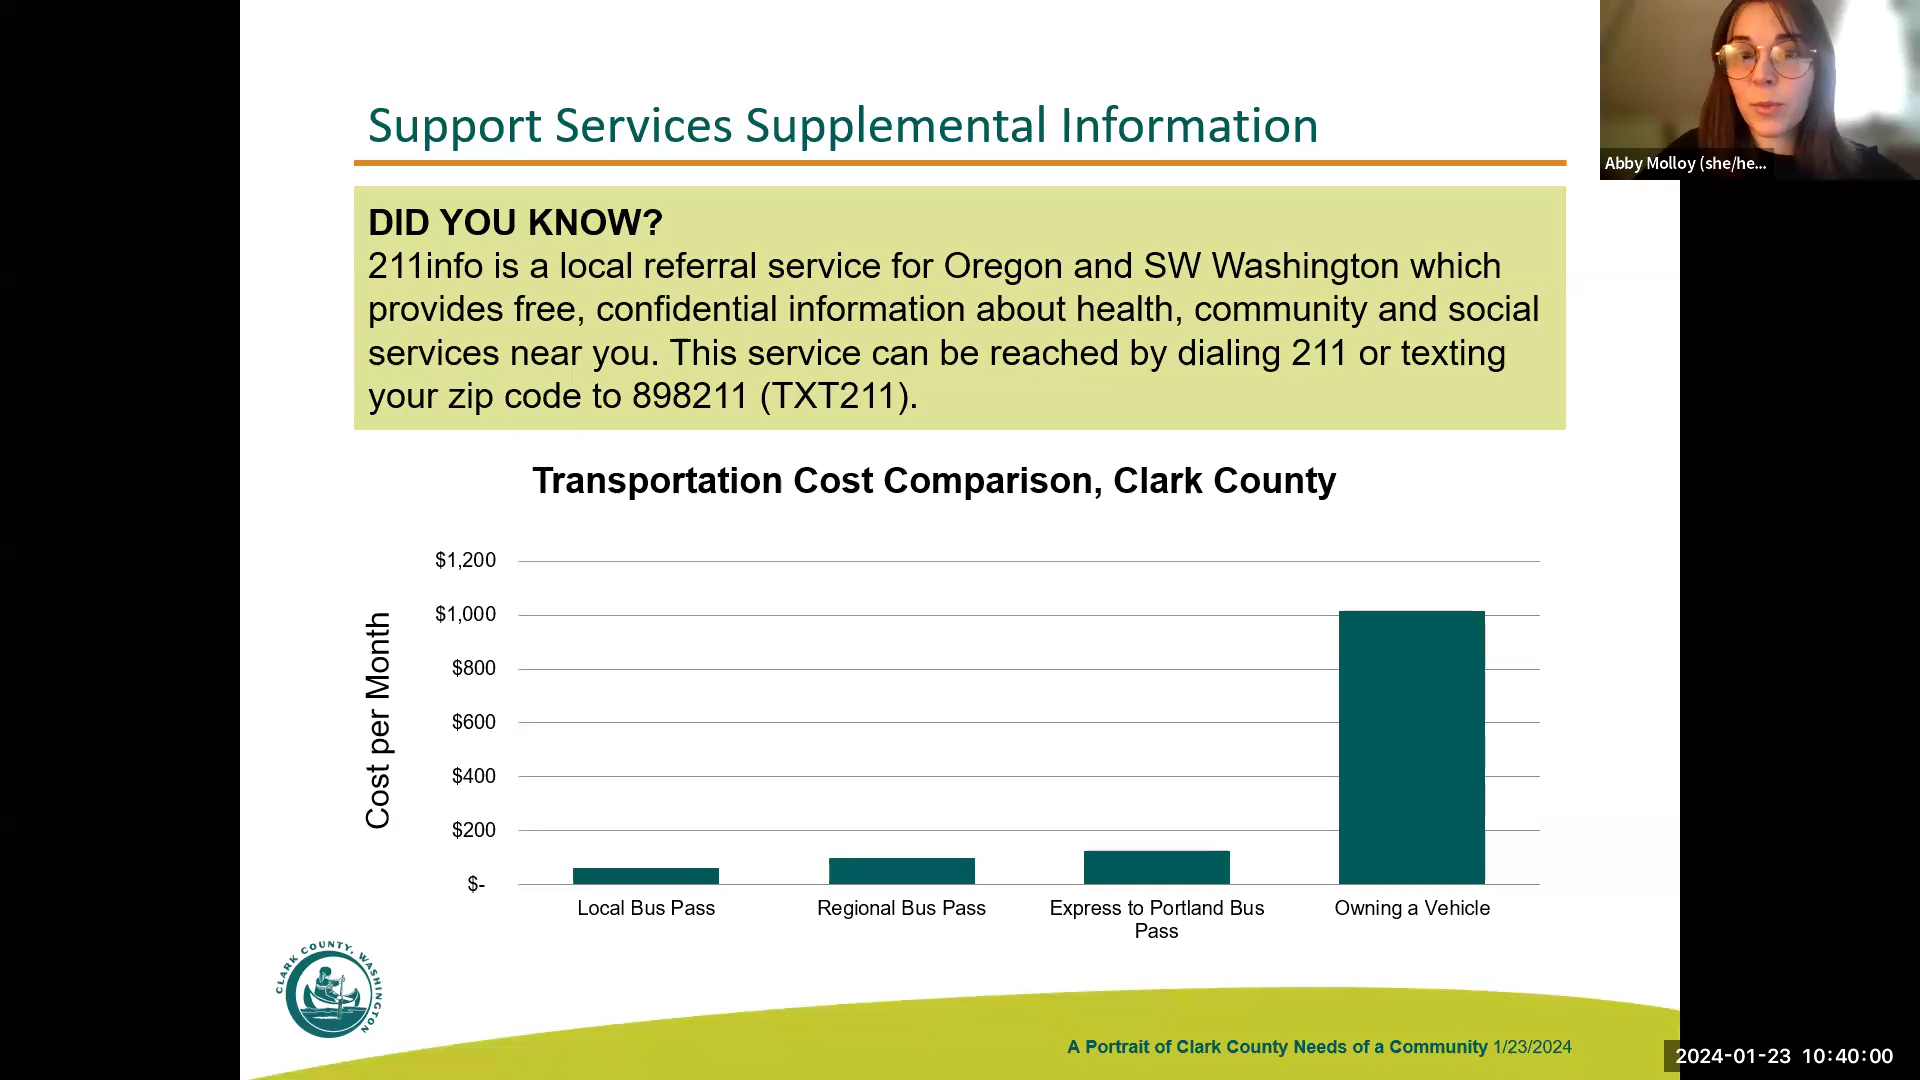 Support Services Supplemental Information
Abby Molloy (she/he...
DID YOU KNOW?
211info is a local referral service for Oregon and SW Washington which
provides free, confidential information about health, community and social
services near you. This service can be reached by dialing 211 or texting
your zip code to 898211 (TXT211).
Transportation Cost Comparison, Clark County
Cost per Month
$1,200
$1,000
$800
$600
$400
$200
$-
Local Bus Pass
Regional Bus Pass
Express to Portland Bus
Pass
Owning a Vehicle
CLARK COUNTY, WASHINGTON
A Portrait of Clark County Needs of a Community 1/23/2024
2024-01-23 10:40:00